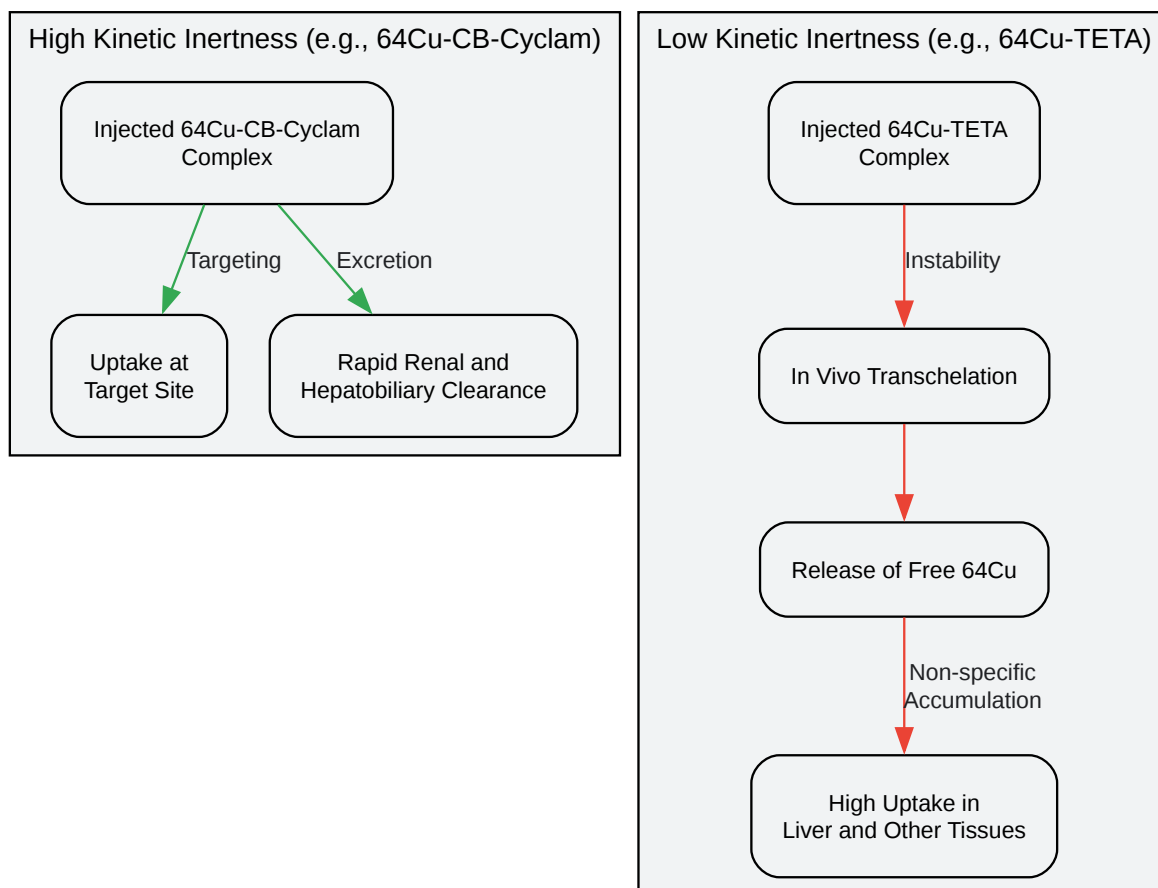 High Kinetic Inertness (e.g., 64Cu-CB-Cyclam)
Injected 64Cu-CB-Cyclam
Complex
Targeting
Excretion
Uptake at
Target Site
Rapid Renal and
Hepatobiliary Clearance
Low Kinetic Inertness (e.g., 64Cu-TETA)
Injected 64Cu-TETA
Complex
Instability
In Vivo Transchelation
Release of Free 64Cu
Non-specific
Accumulation
High Uptake in
Liver and Other Tissues